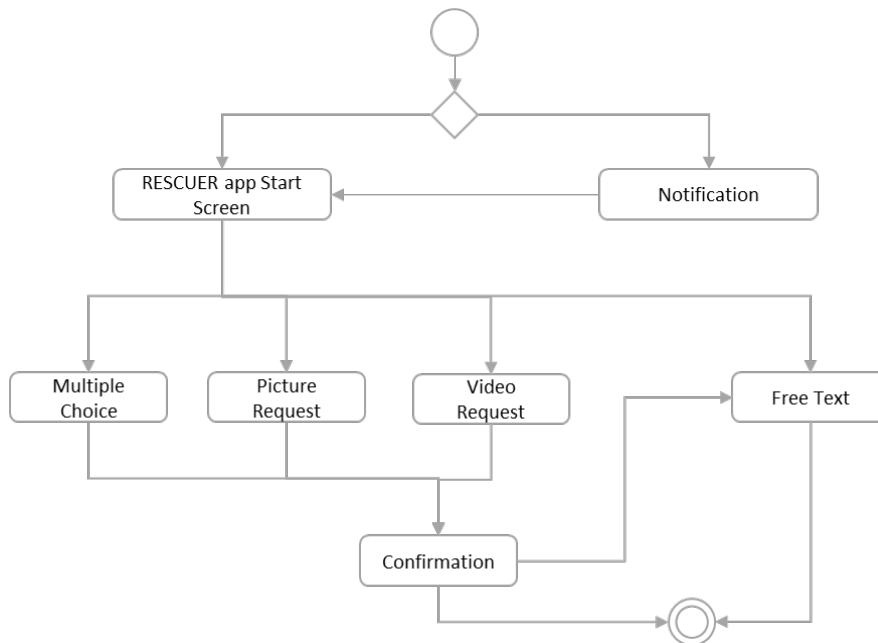 RESCUER app Start
Screen
Notification
Multiple
Choice
Picture
Request
Video
Request
Free Text
Confirmation